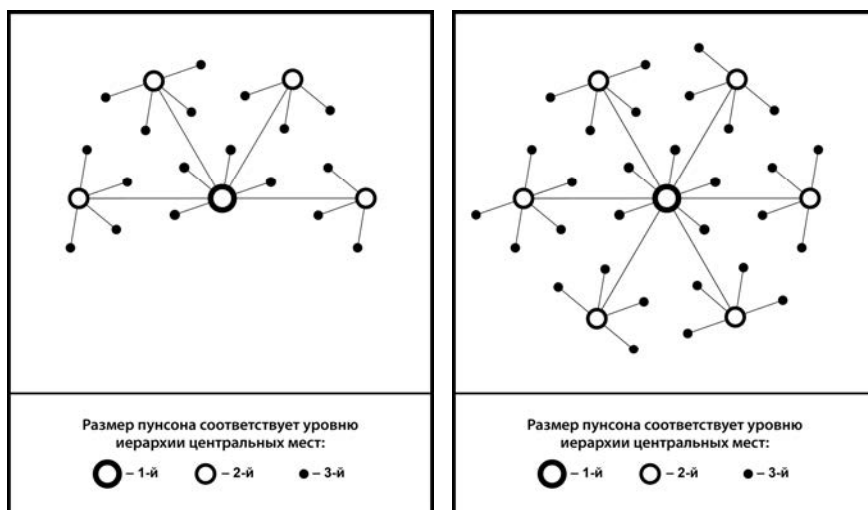 Размер пунсона соответствует уровню
иерархии центральных мест:
– 1-й – 2-й – 3-й
Размер пунсона соответствует уровню
иерархии центральных мест:
– 1-й – 2-й – 3-й